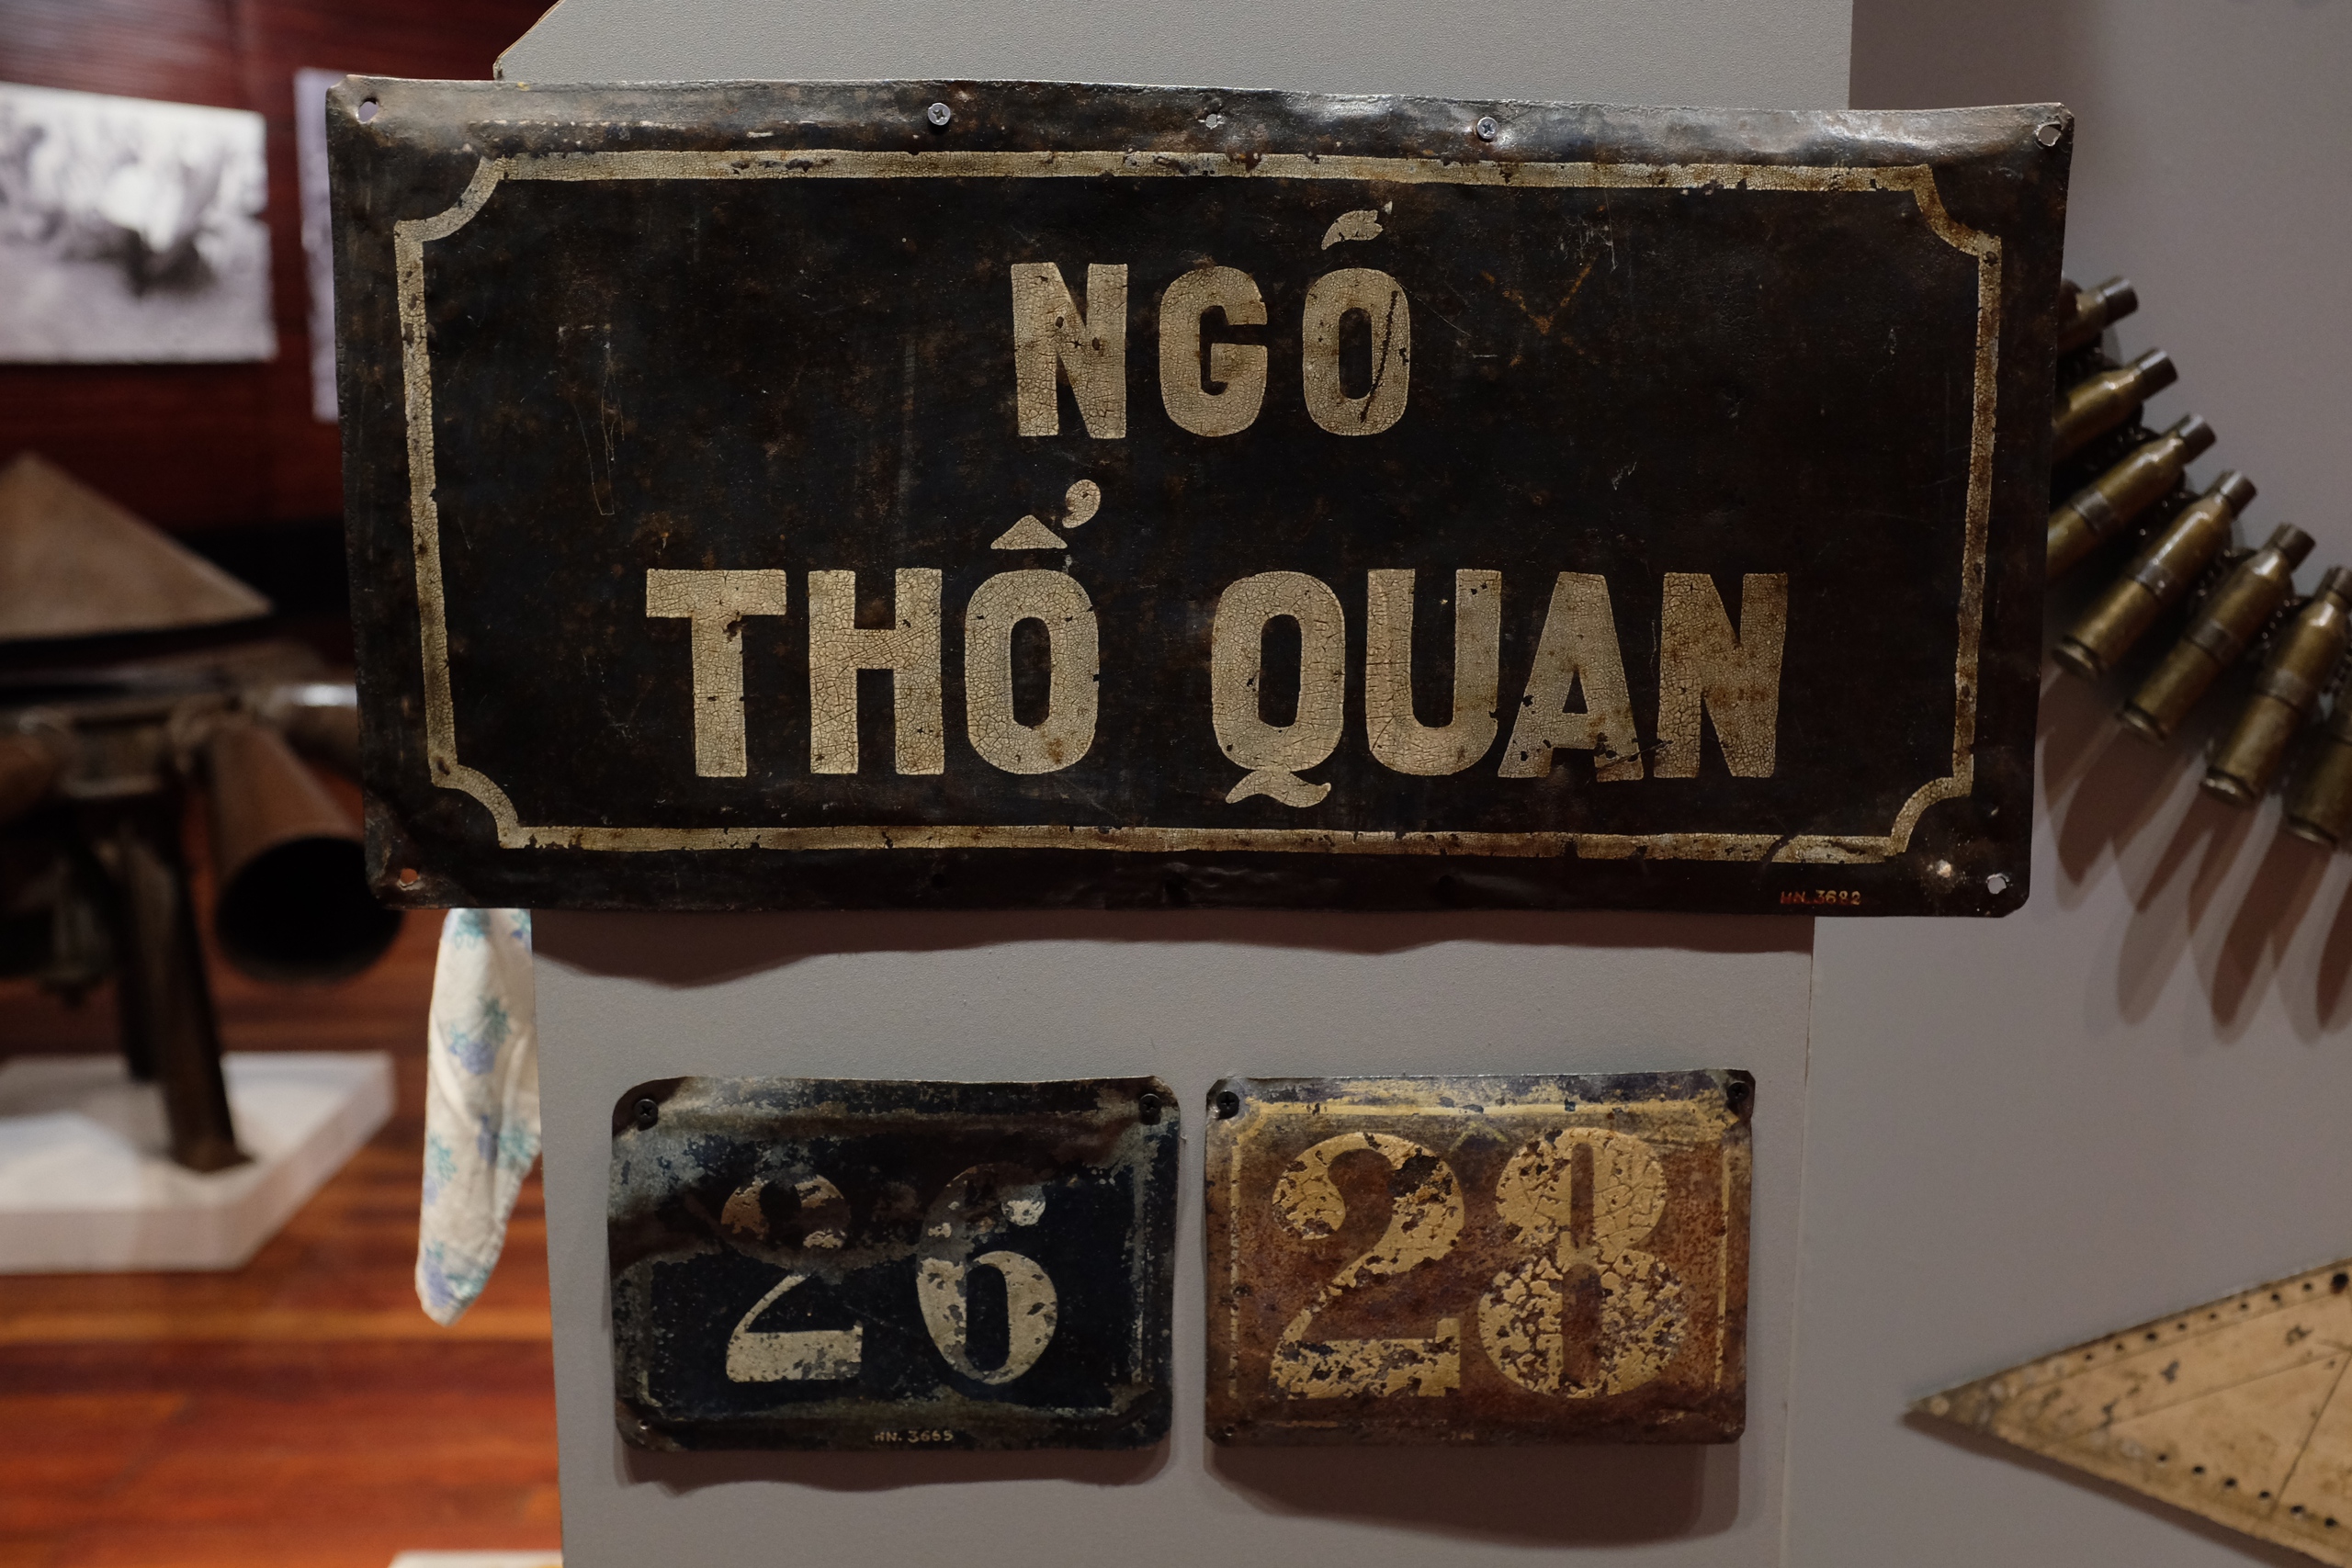 NGÕ
THỔ QUAN
HN. 3682
26
28
HN. 3665